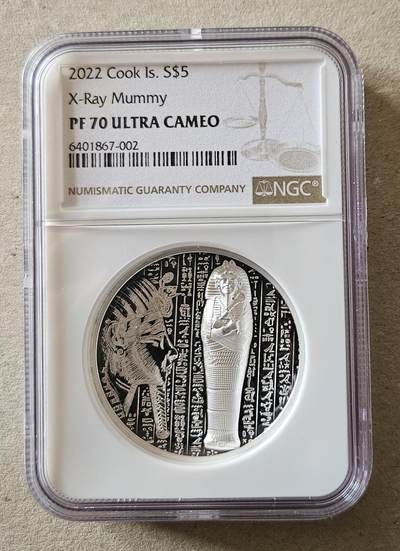 2022 Cook Is. S$5
X-Ray Mummy
PF 70 ULTRA CAMEO
6401867-002
NUMISMATIC GUARANTY COMPANY NGC®